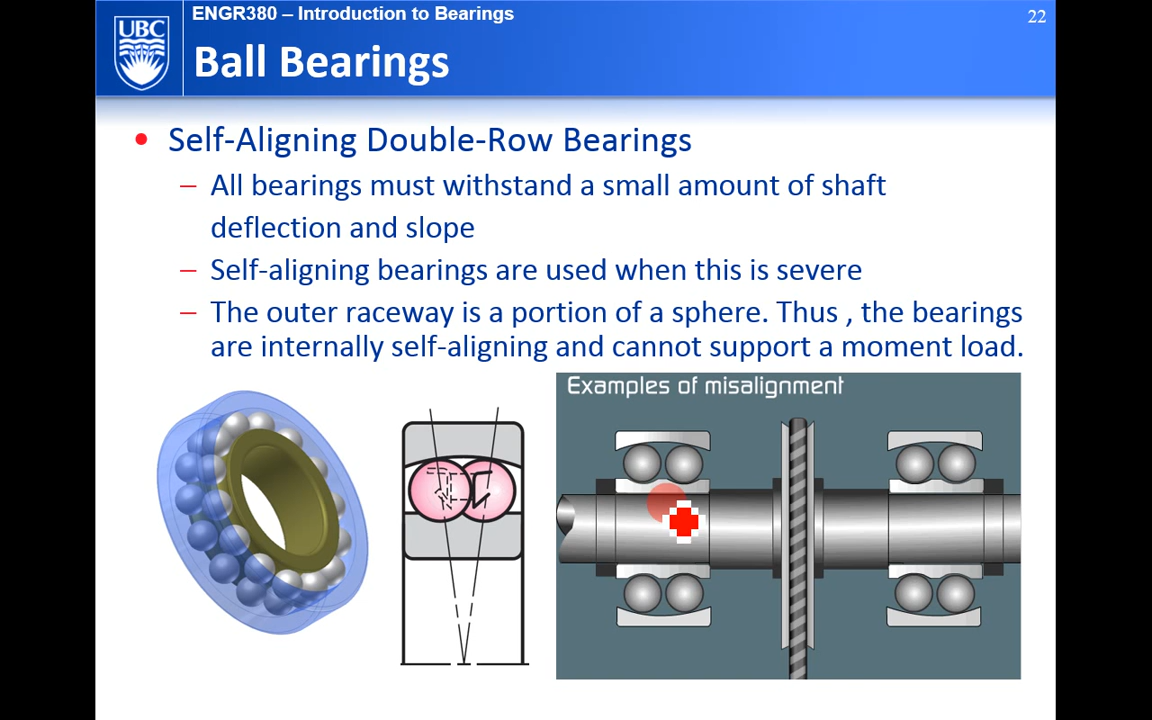 ENGR380 – Introduction to Bearings
22
UBC
Ball Bearings
• Self-Aligning Double-Row Bearings
– All bearings must withstand a small amount of shaft
deflection and slope
– Self-aligning bearings are used when this is severe
– The outer raceway is a portion of a sphere. Thus , the bearings
are internally self-aligning and cannot support a moment load.
Examples of misalignment